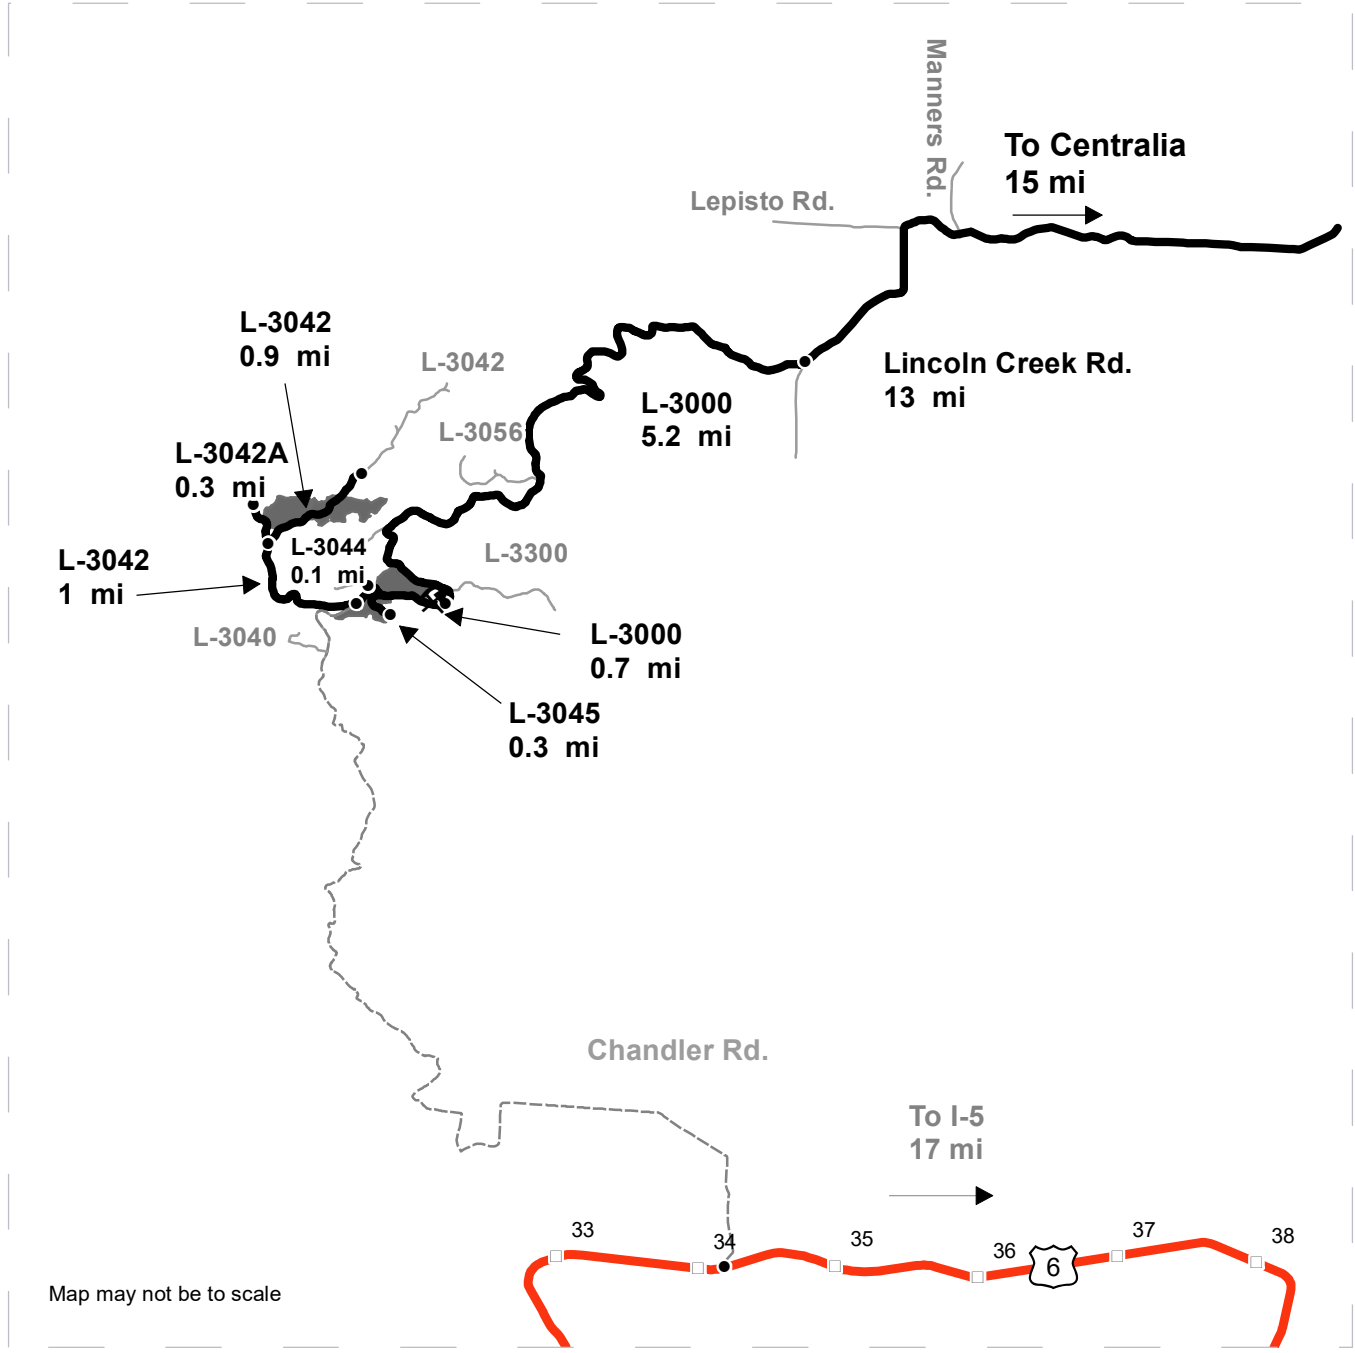 Manners Rd.
To Centralia
15 mi
Lepisto Rd.
L-3042
0.9 mi
L-3042
Lincoln Creek Rd.
13 mi
L-3000
5.2 mi
L-3056
L-3042A
0.3 mi
L-3044
0.1 mi
L-3300
L-3042
1 mi
L-3040
L-3000
0.7 mi
L-3045
0.3 mi
Chandler Rd.
To I-5
17 mi
33
34
35
36
6
37
38
Map may not be to scale